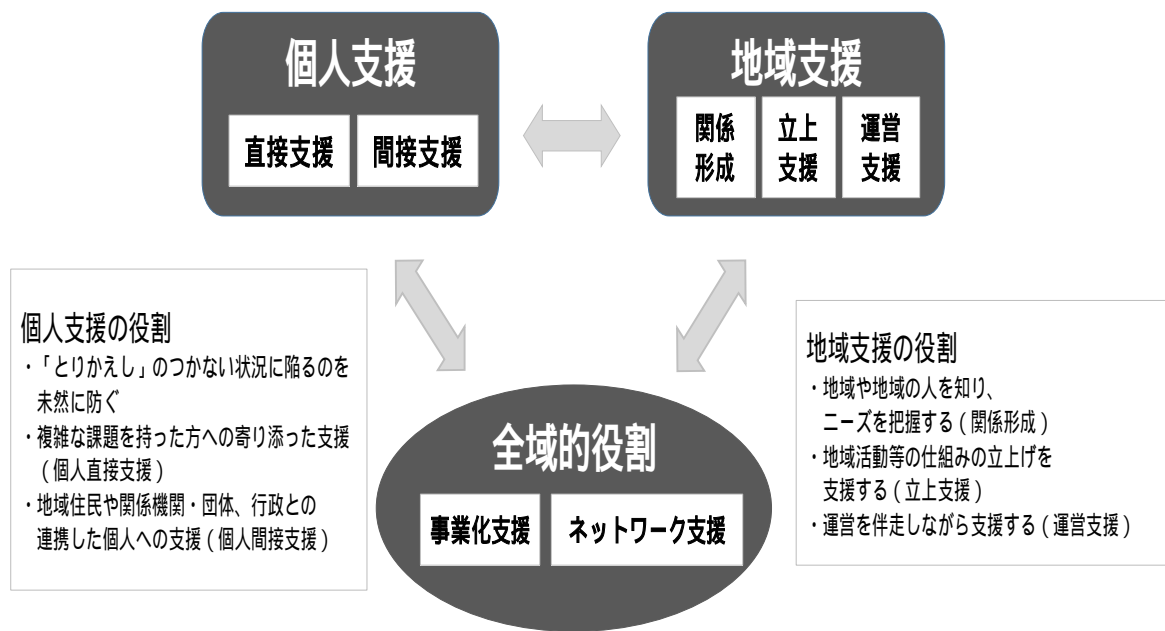 個人支援
直接支援
間接支援
地域支援
関係
形成
立上
支援
運営
支援
個人支援の役割
・「とりかえし」のつかない状況に陥るのを
未然に防ぐ
・複雑な課題を持った方への寄り添った支援
(個人直接支援)
・地域住民や関係機関・団体、行政との
連携した個人への支援(個人間接支援)
地域支援の役割
・地域や地域の人を知り、
ニーズを把握する(関係形成)
・地域活動等の仕組みの立上げを
支援する(立上支援)
・運営を伴走しながら支援する(運営支援)
全域的役割
事業化支援
ネットワーク支援